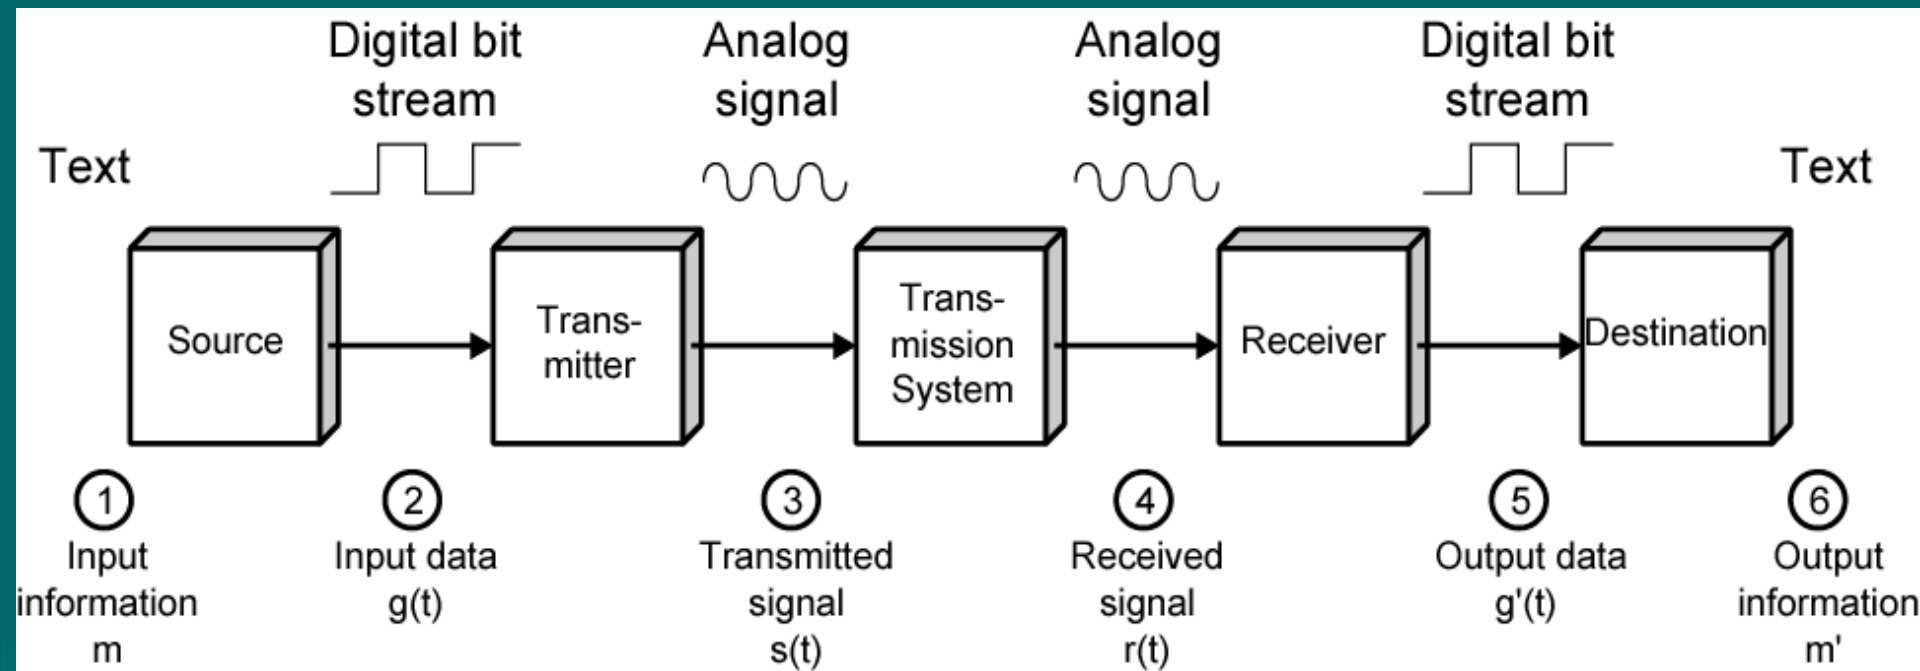 Digital bit
stream
Analog
signal
Analog
signal
Digital bit
stream
Text
Text
Source
Trans-
mitter
Trans-
mission
System
Receiver
Destination
1
Input
information
m
2
Input data
g(t)
3
Transmitted
signal
s(t)
4
Received
signal
r(t)
5
Output data
g'(t)
6
Output
information
m'